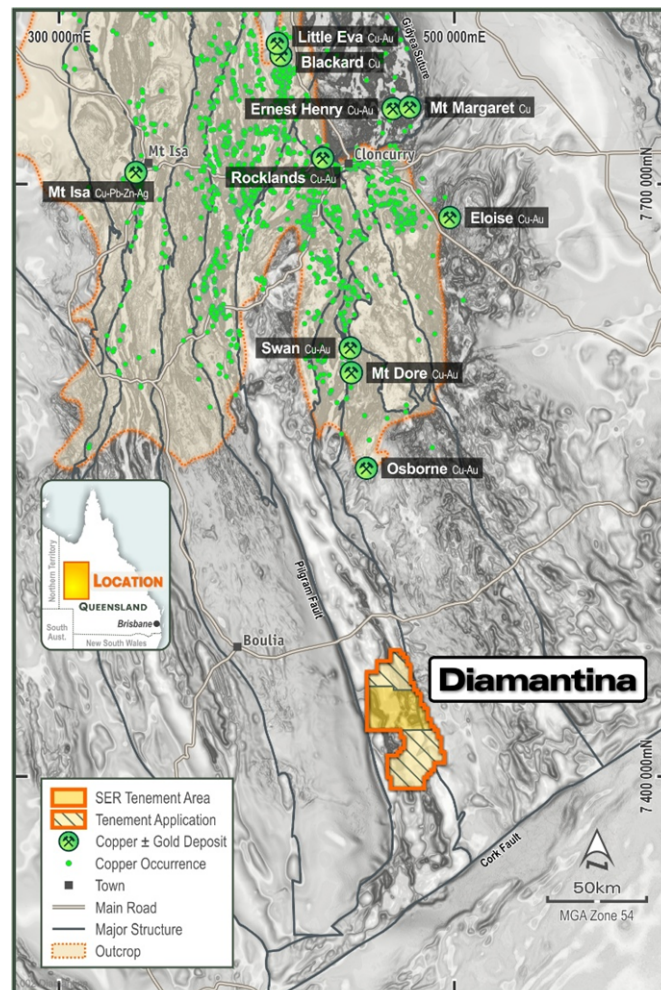 300 000mE
500 000mE
Gidyea Suture
Little Eva Cu-Au
Blackard Cu
Ernest Henry Cu-Au
Mt Margaret Cu
Mt Isa
Cloncurry
Rocklands Cu-Au
Mt Isa Cu-Pb-Zn-Ag
7 700 000mN
Eloise Cu-Au
Swan Cu-Au
Mt Dore Cu-Au
Osborne Cu-Au
Northern Territory
LOCATION
QUEENSLAND
Brisbane
South
Aust.
New South Wales
Pilgram Fault
Boulia
Diamantina
7 400 000mN
Cork Fault
SER Tenement Area
Tenement Application
Copper ± Gold Deposit
Copper Occurrence
Town
Main Road
Major Structure
Outcrop
50km
MGA Zone 54